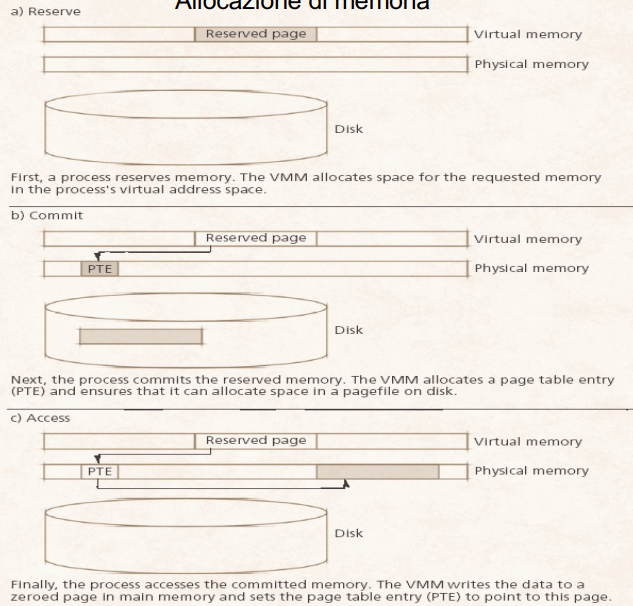 Allocazione di memoria
a) Reserve
Reserved page
Virtual memory
Physical memory
Disk
First, a process reserves memory. The VMM allocates space for the requested memory
in the process's virtual address space.
b) Commit
Reserved page
Virtual memory
PTE
Physical memory
Disk
Next, the process commits the reserved memory. The VMM allocates a page table entry
(PTE) and ensures that it can allocate space in a pagefile on disk.
c) Access
Reserved page
Virtual memory
PTE
Physical memory
Disk
Finally, the process accesses the committed memory. The VMM writes the data to a
zeroed page in main memory and sets the page table entry (PTE) to point to this page.